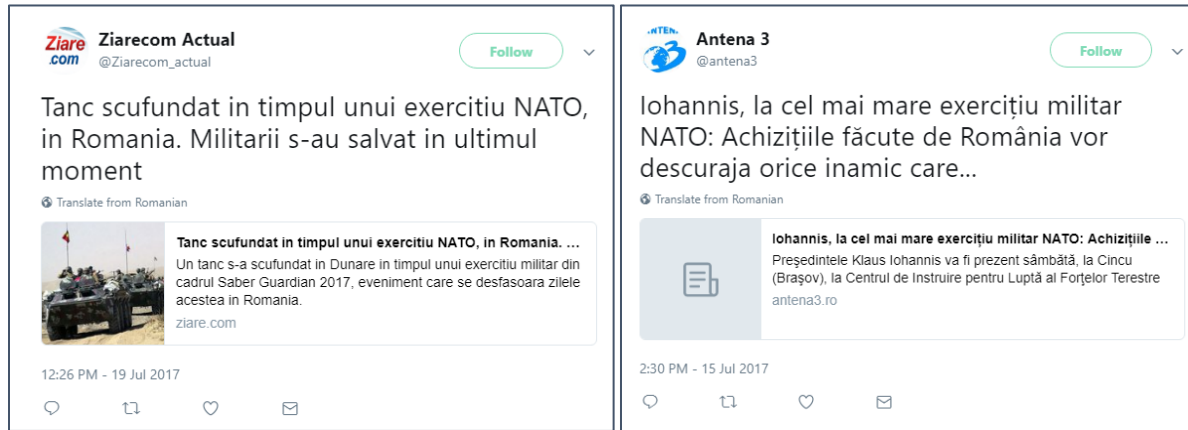 Ziare
.com
Ziarecom Actual
@Ziarecom_actual
Follow
Tanc scufundat in timpul unui exercitiu NATO,
in Romania. Militarii s-au salvat in ultimul
moment
Translate from Romanian
Tanc scufundat in timpul unui exercitiu NATO, in Romania. ...
Un tanc s-a scufundat in Dunare in timpul unui exercitiu militar din
cadrul Saber Guardian 2017, eveniment care se desfasoara zilele
acestea in Romania.
ziare.com
12:26 PM - 19 Jul 2017
.NTEN.
3
Antena 3
@antena3
Follow
Iohannis, la cel mai mare exercițiu militar
NATO: Achizițiile făcute de România vor
descuraja orice inamic care...
Translate from Romanian
Iohannis, la cel mai mare exercițiu militar NATO: Achizițiile ...
Președintele Klaus Iohannis va fi prezent sâmbătă, la Cincu
(Brașov), la Centrul de Instruire pentru Luptă al Forțelor Terestre
antena3.ro
2:30 PM - 15 Jul 2017